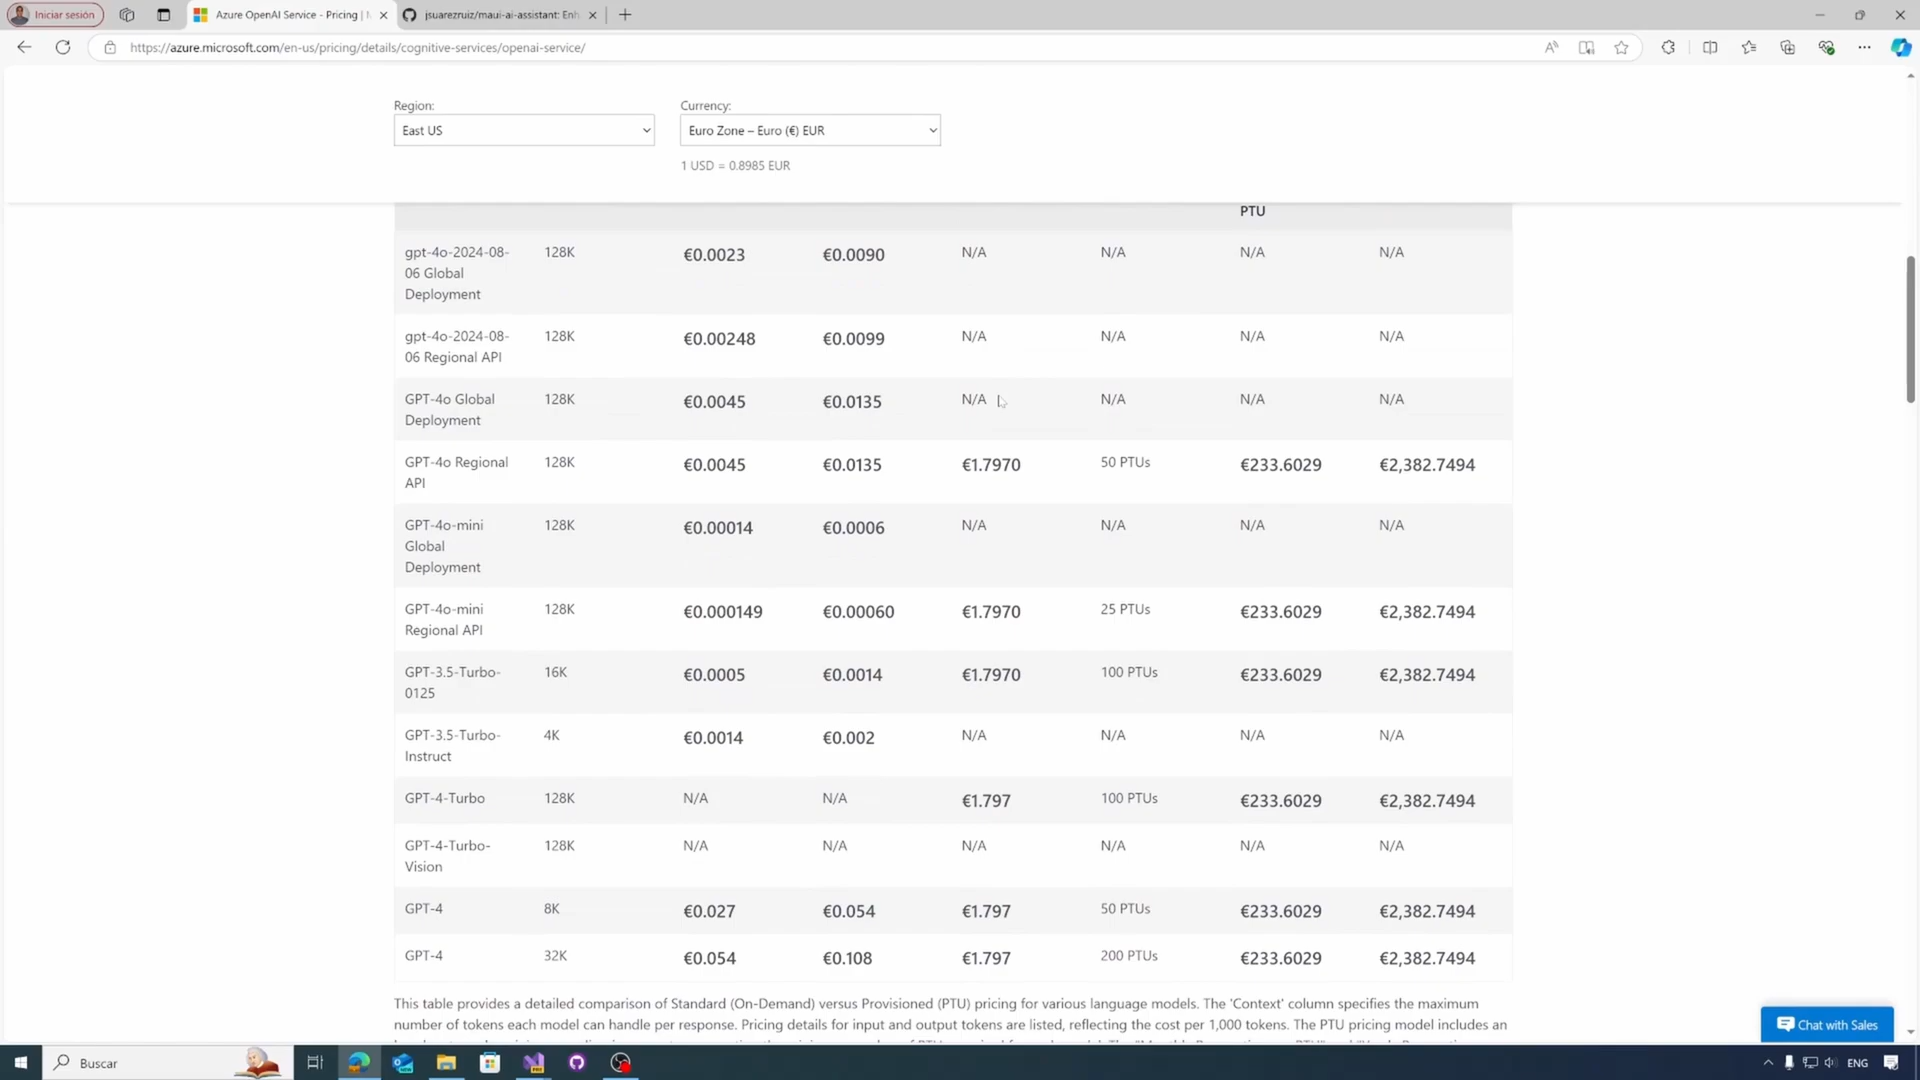 Iniciar sesión
Azure OpenAI Service - Pricing | M
jsuarezruiz/maui-ai-assistant: Enh
https://azure.microsoft.com/en-us/pricing/details/cognitive-services/openai-service/
Region:
Currency:
East US
Euro Zone – Euro (€) EUR
1 USD = 0.8985 EUR
PTU
gpt-4o-2024-08- 128K €0.0023 €0.0090 N/A N/A N/A N/A
06 Global
Deployment
gpt-4o-2024-08- 128K €0.00248 €0.0099 N/A N/A N/A N/A
06 Regional API
GPT-4o Global 128K €0.0045 €0.0135 N/A N/A N/A N/A
Deployment
GPT-4o Regional 128K €0.0045 €0.0135 €1.7970 50 PTUs €233.6029 €2,382.7494
API
GPT-4o-mini 128K €0.00014 €0.0006 N/A N/A N/A N/A
Global
Deployment
GPT-4o-mini 128K €0.000149 €0.00060 €1.7970 25 PTUs €233.6029 €2,382.7494
Regional API
GPT-3.5-Turbo- 16K €0.0005 €0.0014 €1.7970 100 PTUs €233.6029 €2,382.7494
0125
GPT-3.5-Turbo- 4K €0.0014 €0.002 N/A N/A N/A N/A
Instruct
GPT-4-Turbo 128K N/A N/A €1.797 100 PTUs €233.6029 €2,382.7494
GPT-4-Turbo- 128K N/A N/A N/A N/A N/A N/A
Vision
GPT-4 8K €0.027 €0.054 €1.797 50 PTUs €233.6029 €2,382.7494
GPT-4 32K €0.054 €0.108 €1.797 200 PTUs €233.6029 €2,382.7494
This table provides a detailed comparison of Standard (On-Demand) versus Provisioned (PTU) pricing for various language models. The 'Context' column specifies the maximum
number of tokens each model can handle per response. Pricing details for input and output tokens are listed, reflecting the cost per 1,000 tokens. The PTU pricing model includes an
Chat with Sales
Buscar
ENG